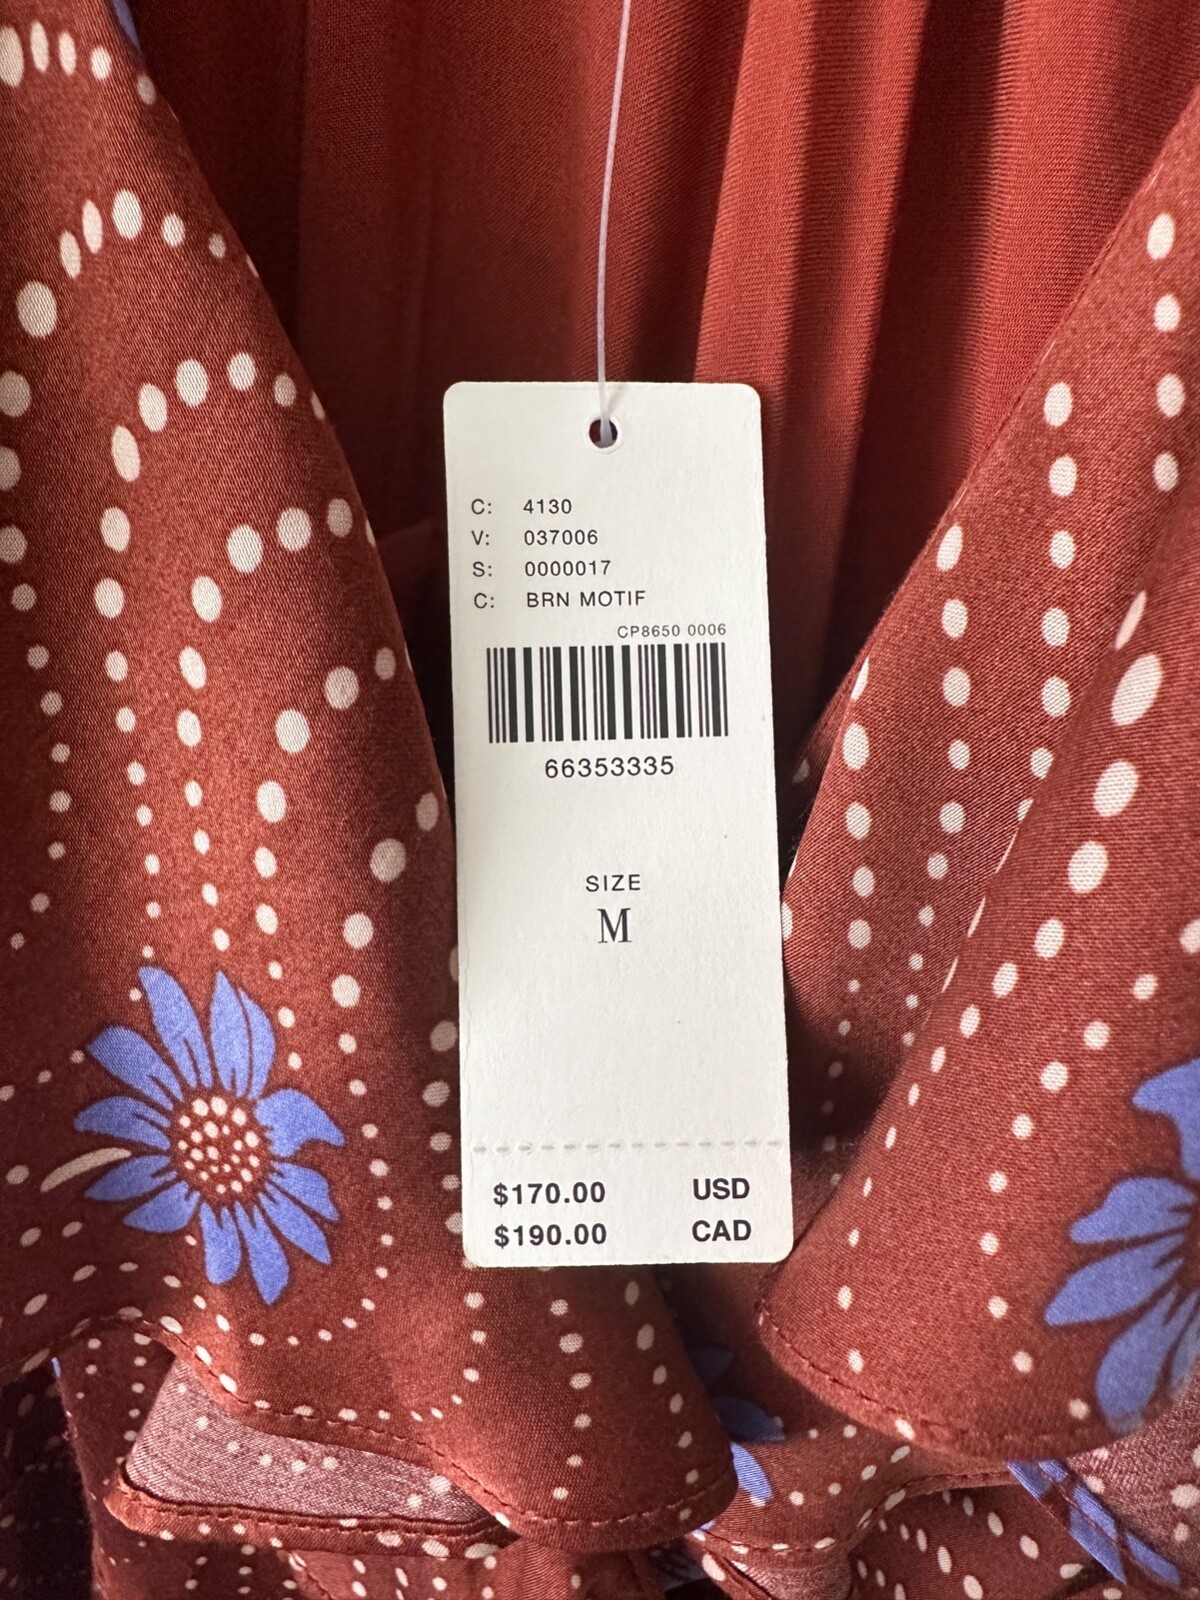 C: 4130
V: 037006
S: 0000017
C: BRN MOTIF
CP8650 0006
66353335
SIZE
M
$170.00 USD
$190.00 CAD